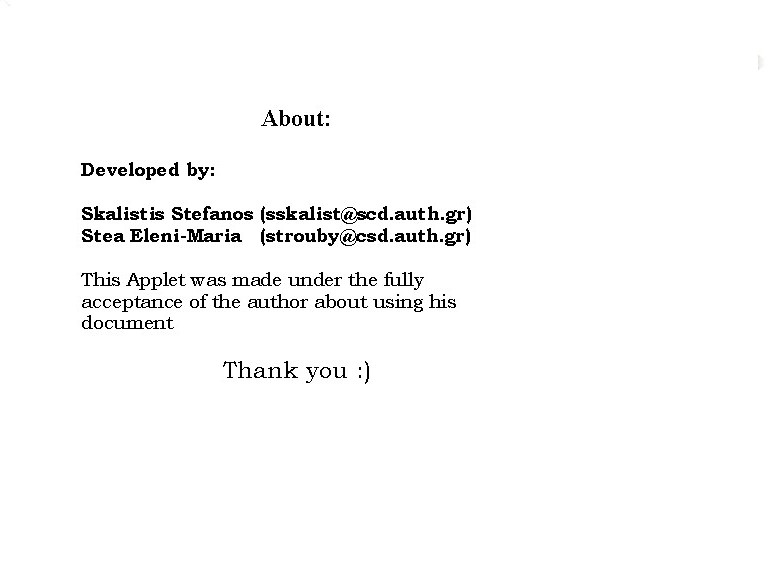 About:
Developed by:
Skalistis Stefanos (sskalist@scd.auth.gr)
Stea Eleni-Maria (strouby@csd.auth.gr)
This Applet was made under the fully
acceptance of the author about using his
document
Thank you :)